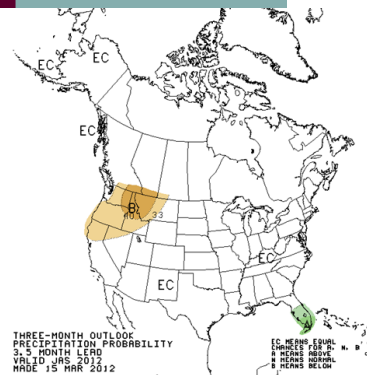 EC
EC
EC
B
40 33
EC
EC
A
THREE-MONTH OUTLOOK
PRECIPITATION PROBABILITY
3.5 MONTH LEAD
VALID JAS 2012
MADE 15 MAR 2012
EC MEANS EQUAL
CHANCES FOR A, N, B
A MEANS ABOVE
N MEANS NORMAL
B MEANS BELOW